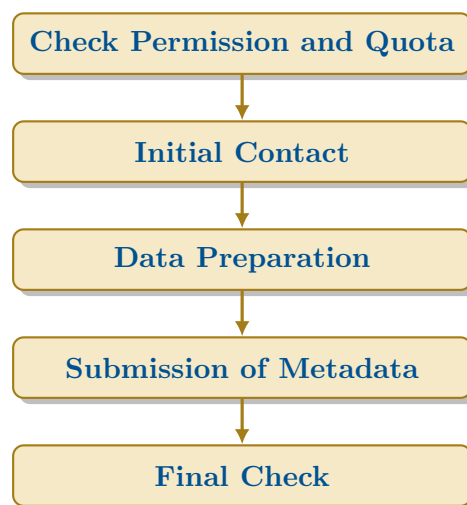 Check Permission and Quota
Initial Contact
Data Preparation
Submission of Metadata
Final Check